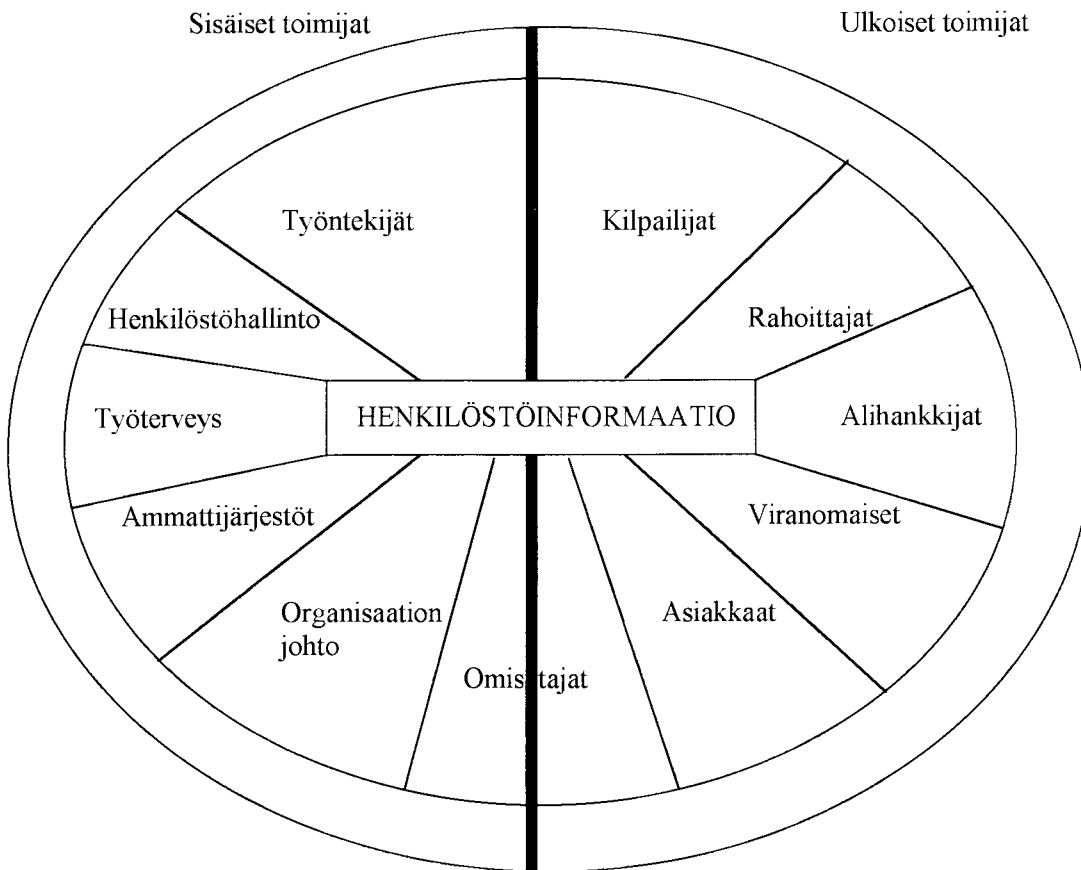 Sisäiset toimijat
Ulkoiset toimijat
Työntekijät
Kilpailijat
Henkilöstöhallinto
Rahoittajat
Työterveys
HENKILÖSTÖINFORMAATIO
Alihankkijat
Ammattijärjestöt
Viranomaiset
Organisaation
johto
Asiakkaat
Omistajat